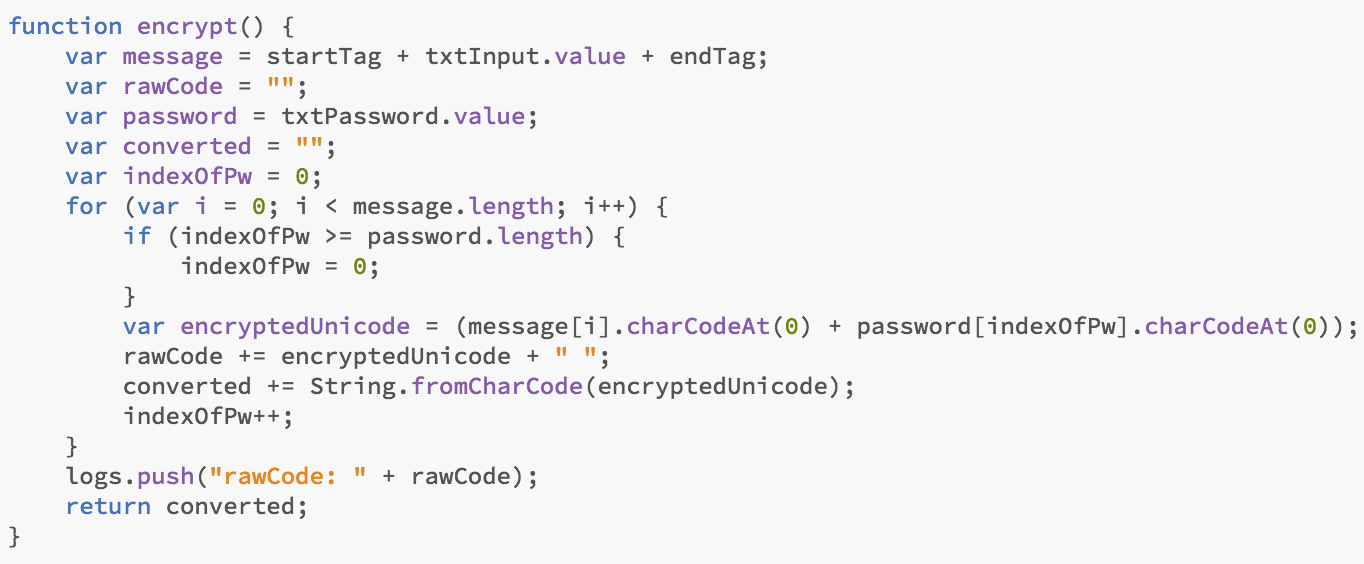 function encrypt() {
    var message = startTag + txtInput.value + endTag;
    var rawCode = "";
    var password = txtPassword.value;
    var converted = "";
    var indexOfPw = 0;
    for (var i = 0; i < message.length; i++) {
        if (indexOfPw >= password.length) {
            indexOfPw = 0;
        }
        var encryptedUnicode = (message[i].charCodeAt(0) + password[indexOfPw].charCodeAt(0));
        rawCode += encryptedUnicode + " ";
        converted += String.fromCharCode(encryptedUnicode);
        indexOfPw++;
    }
    logs.push("rawCode: " + rawCode);
    return converted;
}